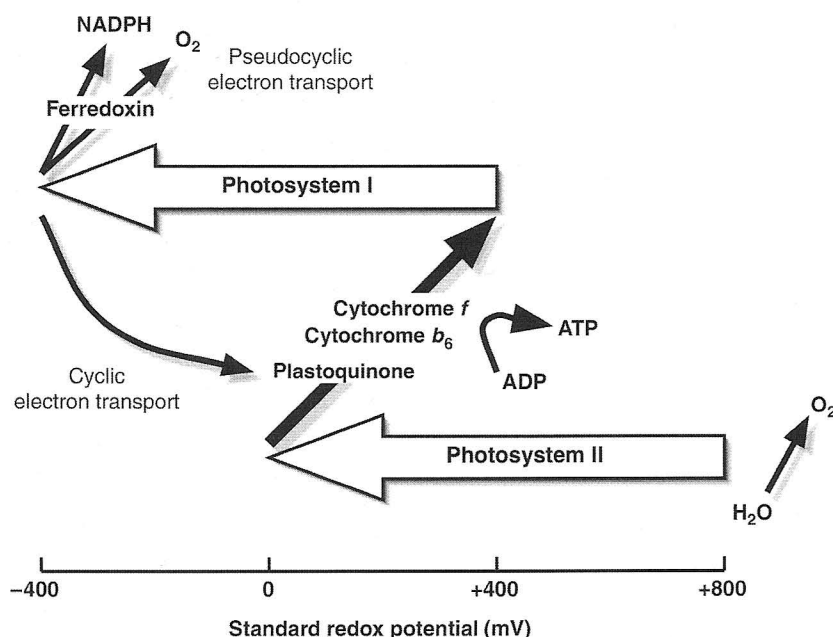 NADPH
O₂
Pseudocyclic
electron transport
Ferredoxin
Photosystem I
Cytochrome f
Cytochrome b₆
Plastoquinone
ATP
ADP
Cyclic
electron transport
O₂
Photosystem II
H₂O
−400
0
+400
+800
Standard redox potential (mV)